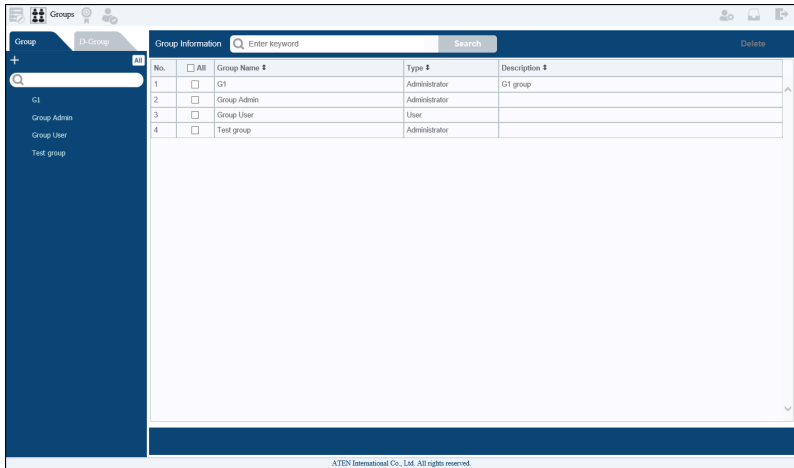 Groups
Group D-Group
Group Information Enter keyword Search Delete
+ All
No. All Group Name Type Description
1 G1 Administrator G1 group
2 Group Admin Administrator
3 Group User User
4 Test group Administrator
G1
Group Admin
Group User
Test group
ATEN International Co., Ltd. All rights reserved.